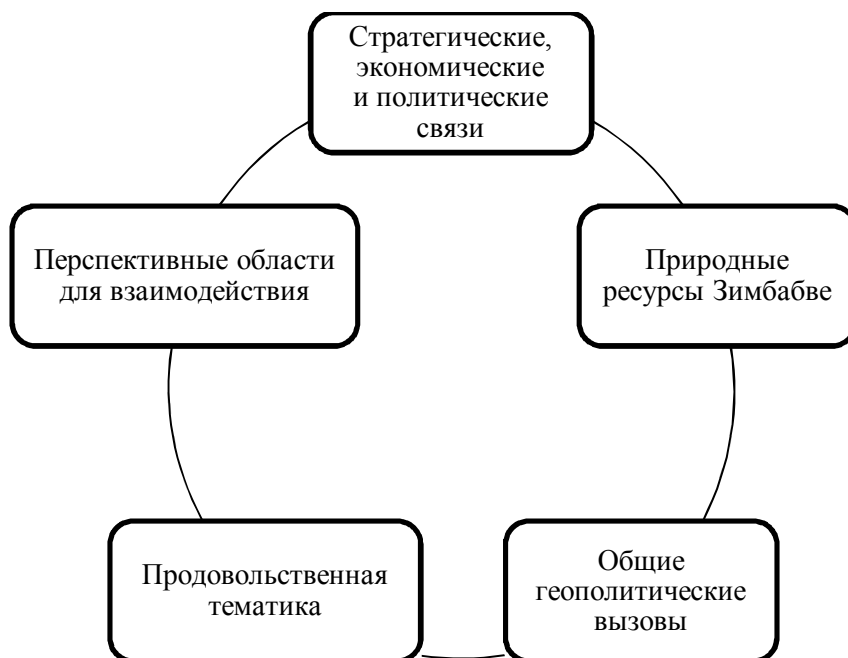 Стратегические,
экономические
и политические
связи
Перспективные области
для взаимодействия
Природные
ресурсы Зимбабве
Продовольственная
тематика
Общие
геополитические
вызовы